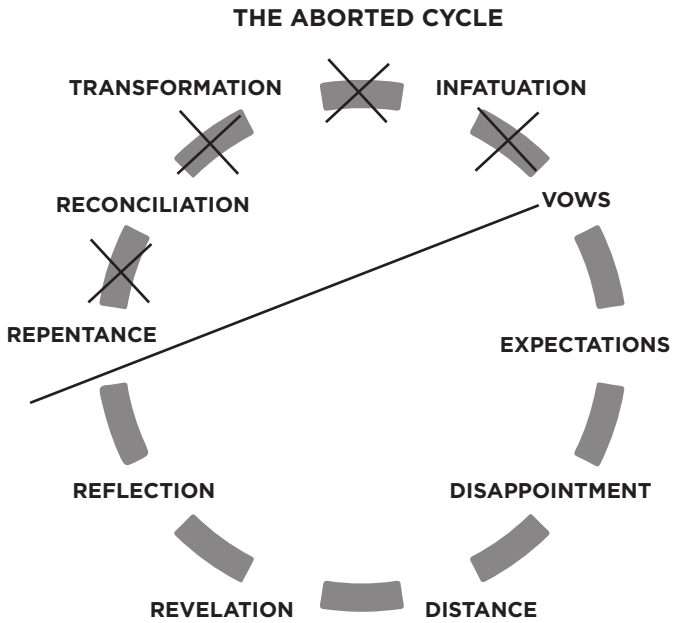 THE ABORTED CYCLE
TRANSFORMATION
INFATUATION
RECONCILIATION
VOWS
REPENTANCE
EXPECTATIONS
REFLECTION
DISAPPOINTMENT
REVELATION
DISTANCE